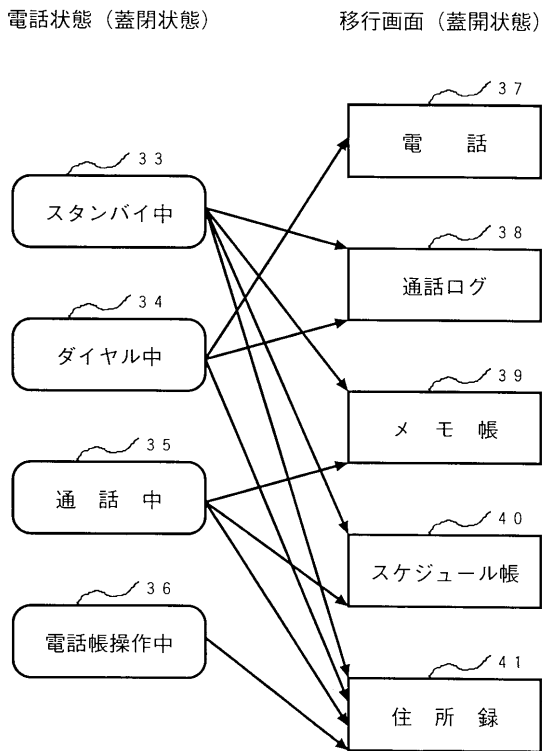 電話状態（蓋閉状態）
移行画面（蓋開状態）
37
電 話
33
スタンバイ中
38
通話ログ
34
ダイヤル中
39
メ モ 帳
35
通 話 中
40
スケジュール帳
36
電話帳操作中
41
住 所 録